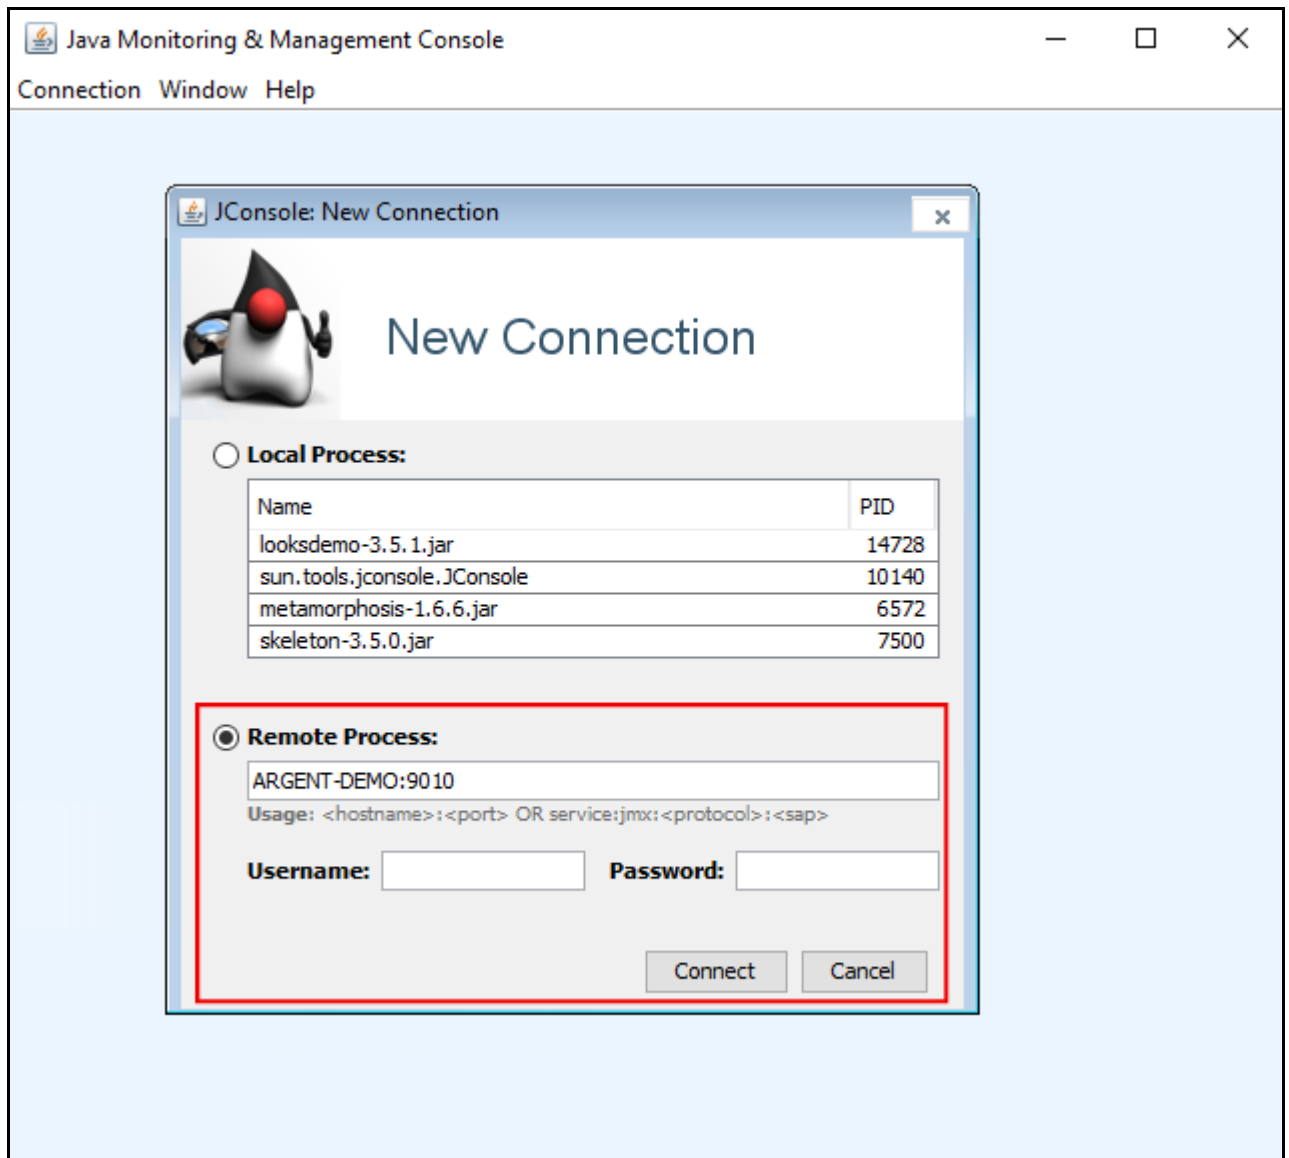 Java Monitoring & Management Console
Connection Window Help
JConsole: New Connection
New Connection
Local Process:
Name PID
looksdemo-3.5.1.jar 14728
sun.tools.jconsole.JConsole 10140
metamorphosis-1.6.6.jar 6572
skeleton-3.5.0.jar 7500
Remote Process:
ARGENT-DEMO:9010
Usage: <hostname>:<port> OR service:jmx:<protocol>:<sap>
Username: Password:
Connect Cancel